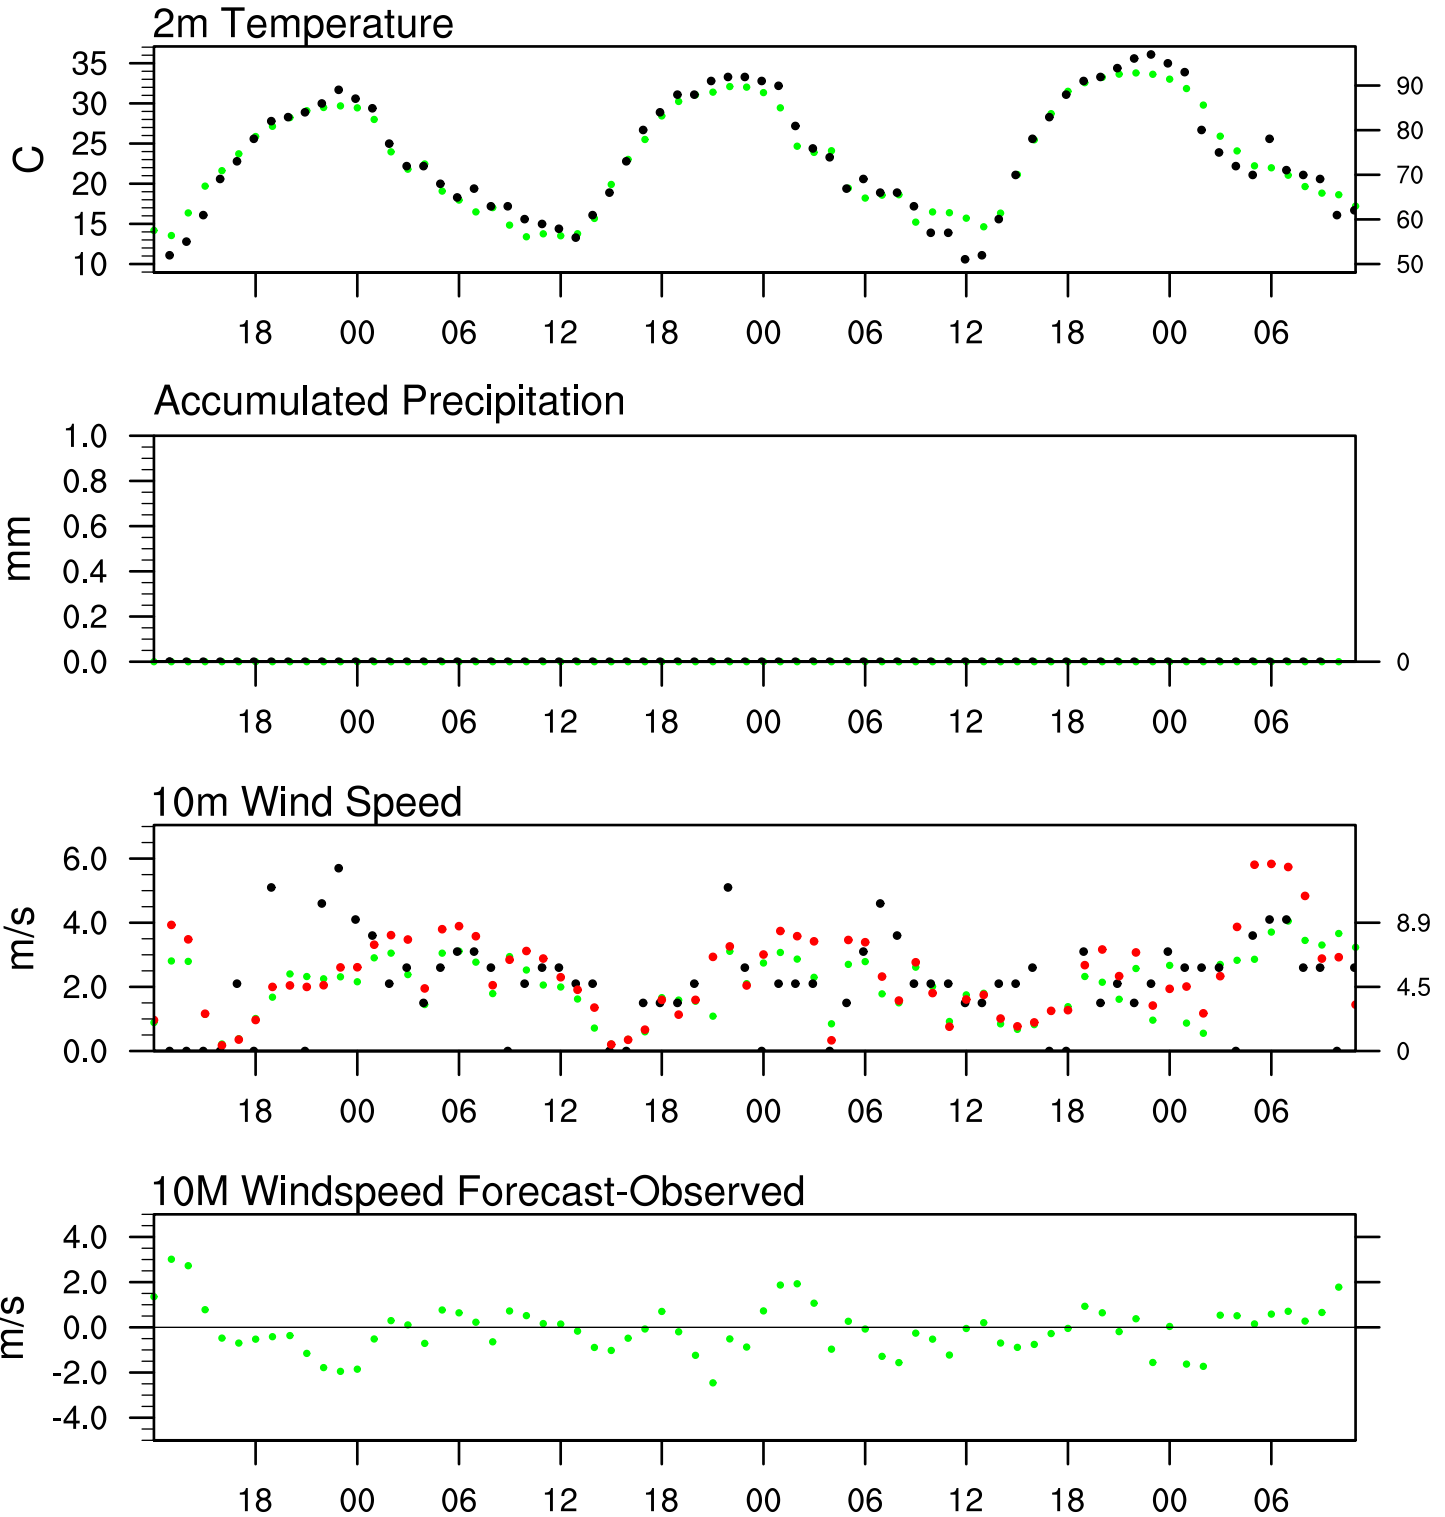 2m Temperature
35
30
25
20
15
10
C
90
80
70
60
50
18 00 06 12 18 00 06 12 18 00 06
Accumulated Precipitation
1.0
0.8
0.6
0.4
0.2
0.0
mm
0
18 00 06 12 18 00 06 12 18 00 06
10m Wind Speed
6.0
4.0
2.0
0.0
m/s
8.9
4.5
0
18 00 06 12 18 00 06 12 18 00 06
10M Windspeed Forecast-Observed
4.0
2.0
0.0
-2.0
-4.0
m/s
18 00 06 12 18 00 06 12 18 00 06